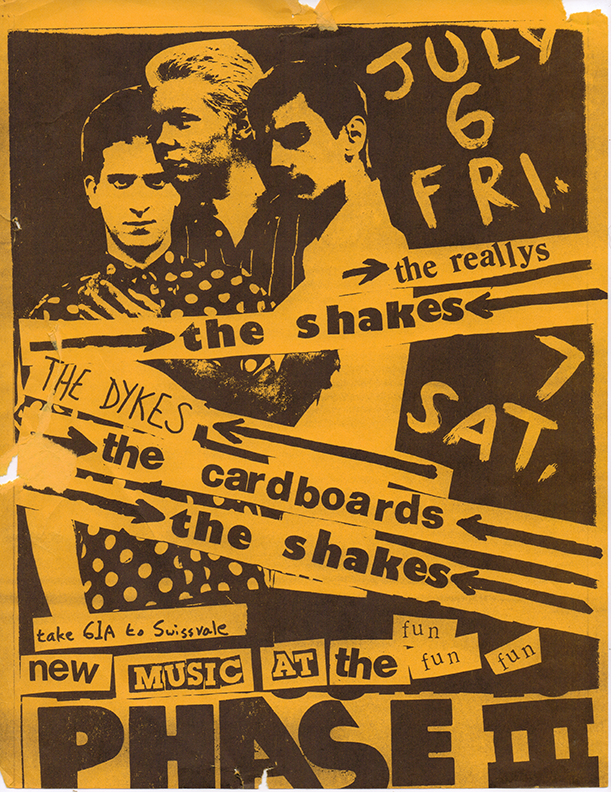 JULY
6
FRI.
the reallys
the shakes
7
SAT.
THE DYKES
the cardboards
the shakes
take 61A to Swissvale
new MUSIC AT the fun fun fun
PHASE III